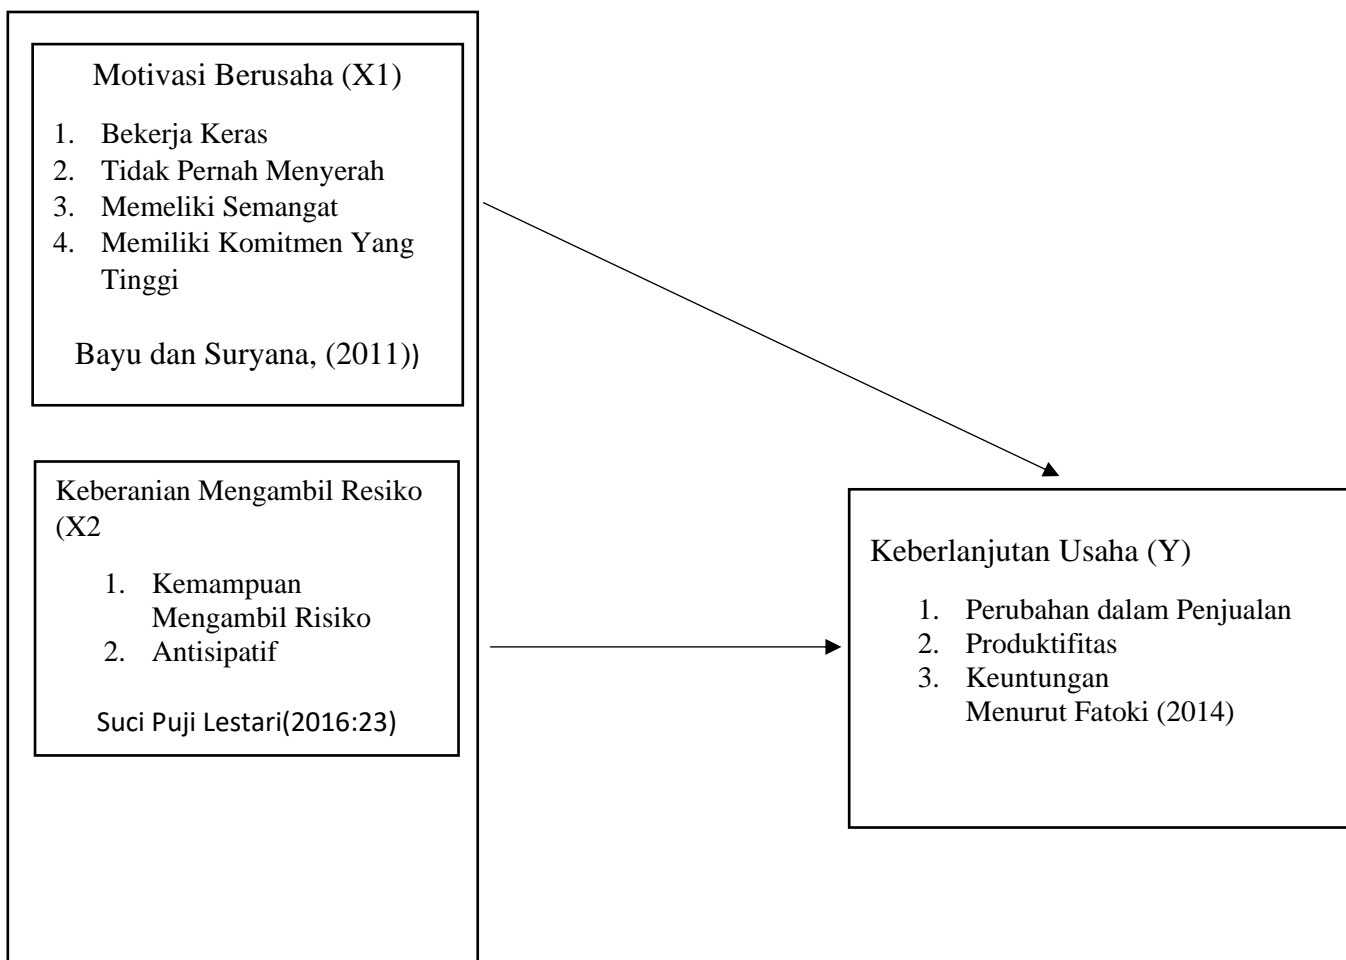 Motivasi Berusaha (X1)
1. Bekerja Keras
2. Tidak Pernah Menyerah
3. Memeliki Semangat
4. Memiliki Komitmen Yang
Tinggi
Bayu dan Suryana, (2011))
Keberanian Mengambil Resiko
(X2
1. Kemampuan
Mengambil Risiko
2. Antisipatif
Suci Puji Lestari(2016:23)
Keberlanjutan Usaha (Y)
1. Perubahan dalam Penjualan
2. Produktifitas
3. Keuntungan
Menurut Fatoki (2014)